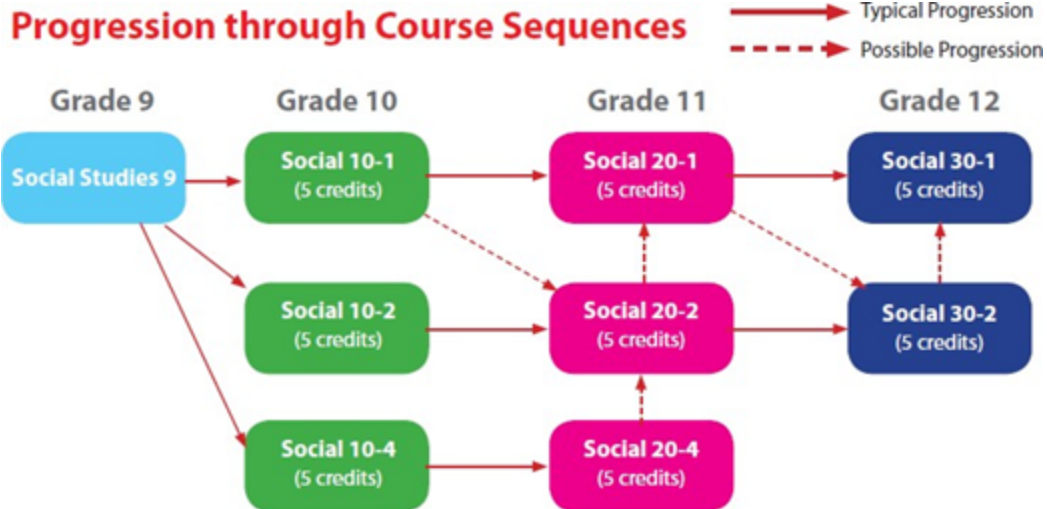 Progression through Course Sequences
Typical Progression
Possible Progression
Grade 9
Grade 10
Grade 11
Grade 12
Social Studies 9
Social 10-1
(5 credits)
Social 20-1
(5 credits)
Social 30-1
(5 credits)
Social 10-2
(5 credits)
Social 20-2
(5 credits)
Social 30-2
(5 credits)
Social 10-4
(5 credits)
Social 20-4
(5 credits)